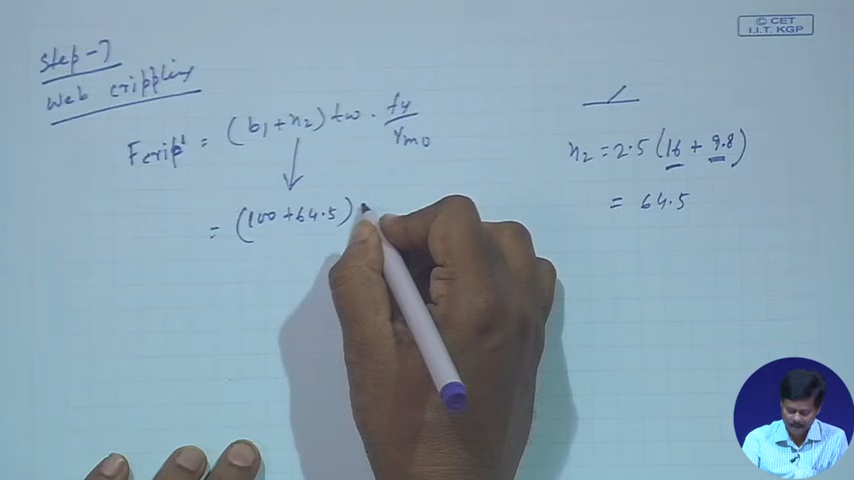 © CET
I.I.T. KGP
Step-7
Web crippling
Fcrip = (b1+n2) tw . fy/γm0
n2 = 2.5(16 + 9.8)
= 64.5
= (100 + 64.5)